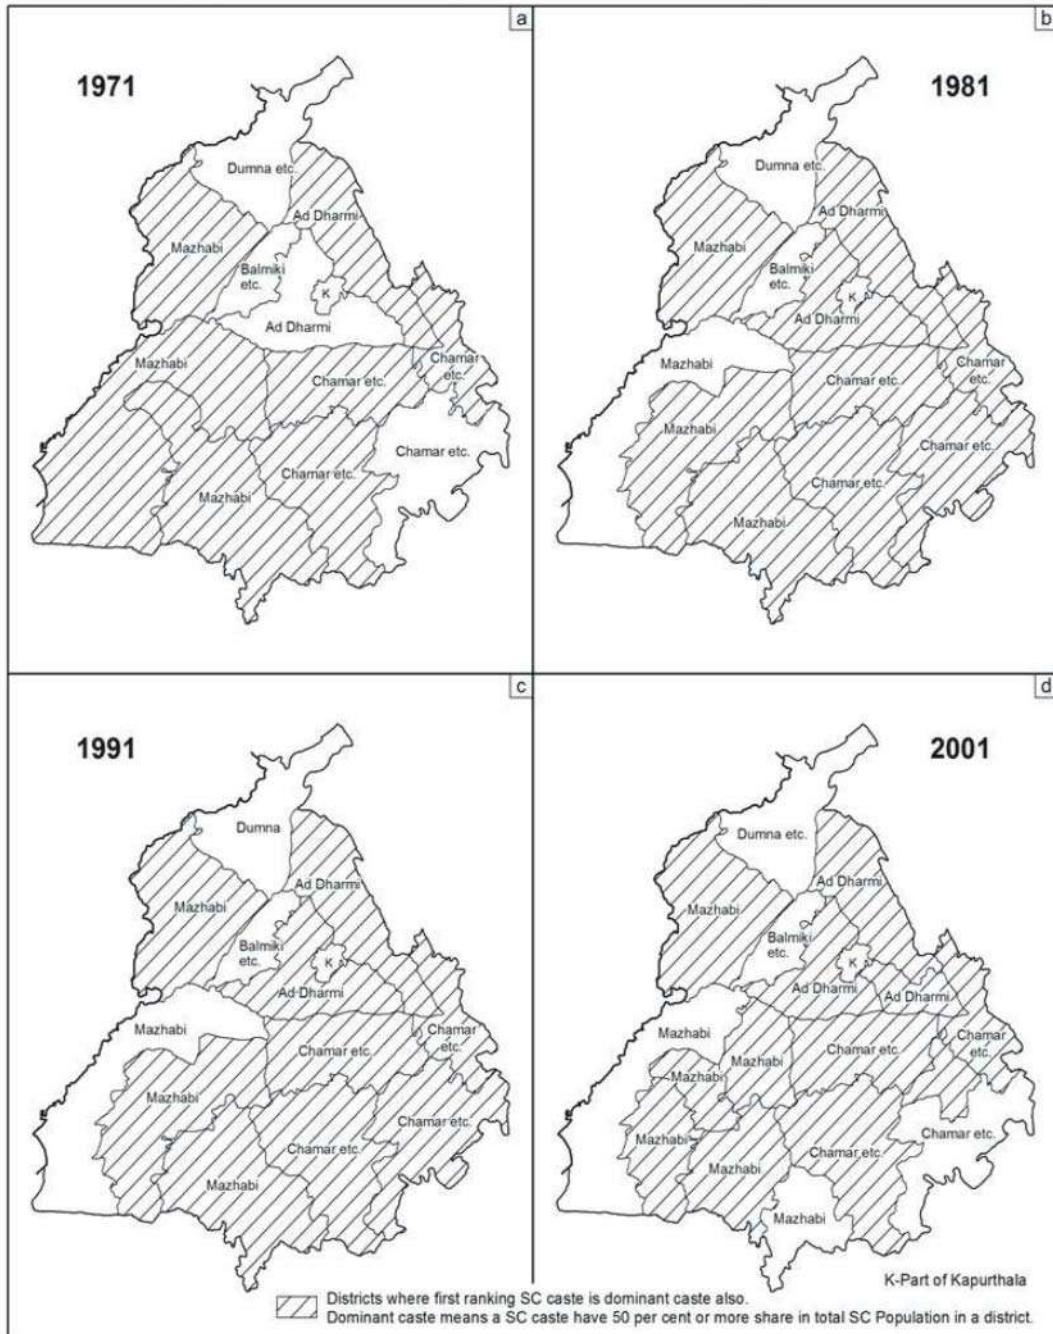 a
1971
Dumna etc.
Ad Dharmi
Mazhabi
Balmiki
etc.
K
Ad Dharmi
Mazhabi
Chamar etc.
Chamar
etc.
Chamar etc.
Chamar etc.
Mazhabi
b
1981
Dumna etc.
Ad Dharmi
Mazhabi
Balmiki
etc.
K
Ad Dharmi
Mazhabi
Chamar etc.
Chamar
etc.
Mazhabi
Chamar etc.
Chamar etc.
Mazhabi
c
1991
Dumna
Ad Dharmi
Mazhabi
Balmiki
etc.
K
Ad Dharmi
Mazhabi
Chamar etc.
Chamar
etc.
Mazhabi
Chamar etc.
Chamar etc.
Mazhabi
d
2001
Dumna etc.
Ad Dharmi
Mazhabi
Balmiki
etc.
K
Ad Dharmi
Ad Dharmi
Mazhabi
Chamar etc.
Chamar
etc.
Mazhabi
Mazhabi
Mazhabi
Chamar etc.
Chamar etc.
Mazhabi
Mazhabi
K-Part of Kapurthala
Districts where first ranking SC caste is dominant caste also.
Dominant caste means a SC caste have 50 per cent or more share in total SC Population in a district.